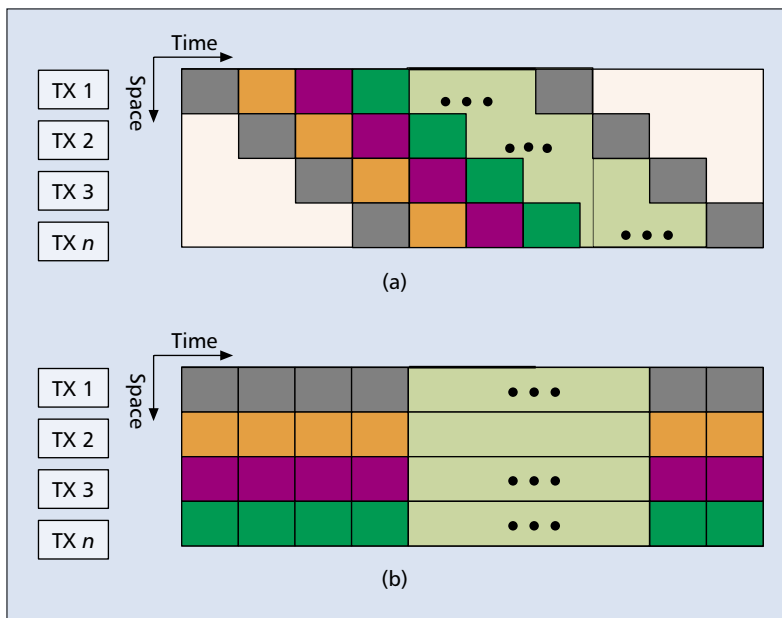 Time
Space
TX 1
• • •
TX 2
• • •
TX 3
TX n
• • •
(a)
Time
Space
TX 1
• • •
TX 2
TX 3
• • •
TX n
• • •
(b)